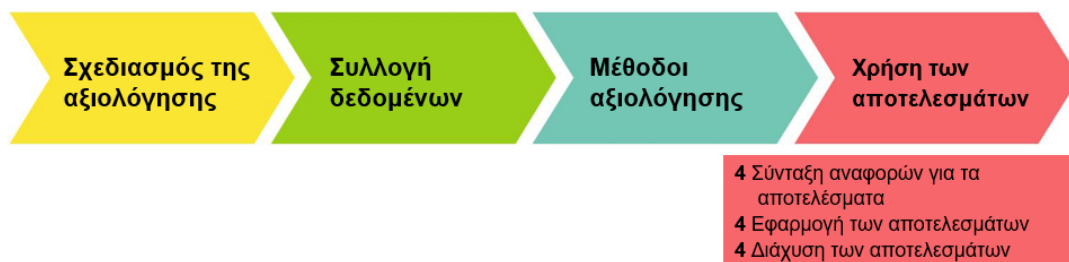 Σχεδιασμός της
αξιολόγησης
Συλλογή
δεδομένων
Μέθοδοι
αξιολόγησης
Χρήση των
αποτελεσμάτων
4 Σύνταξη αναφορών για τα
αποτελέσματα
4 Εφαρμογή των αποτελεσμάτων
4 Διάχυση των αποτελεσμάτων